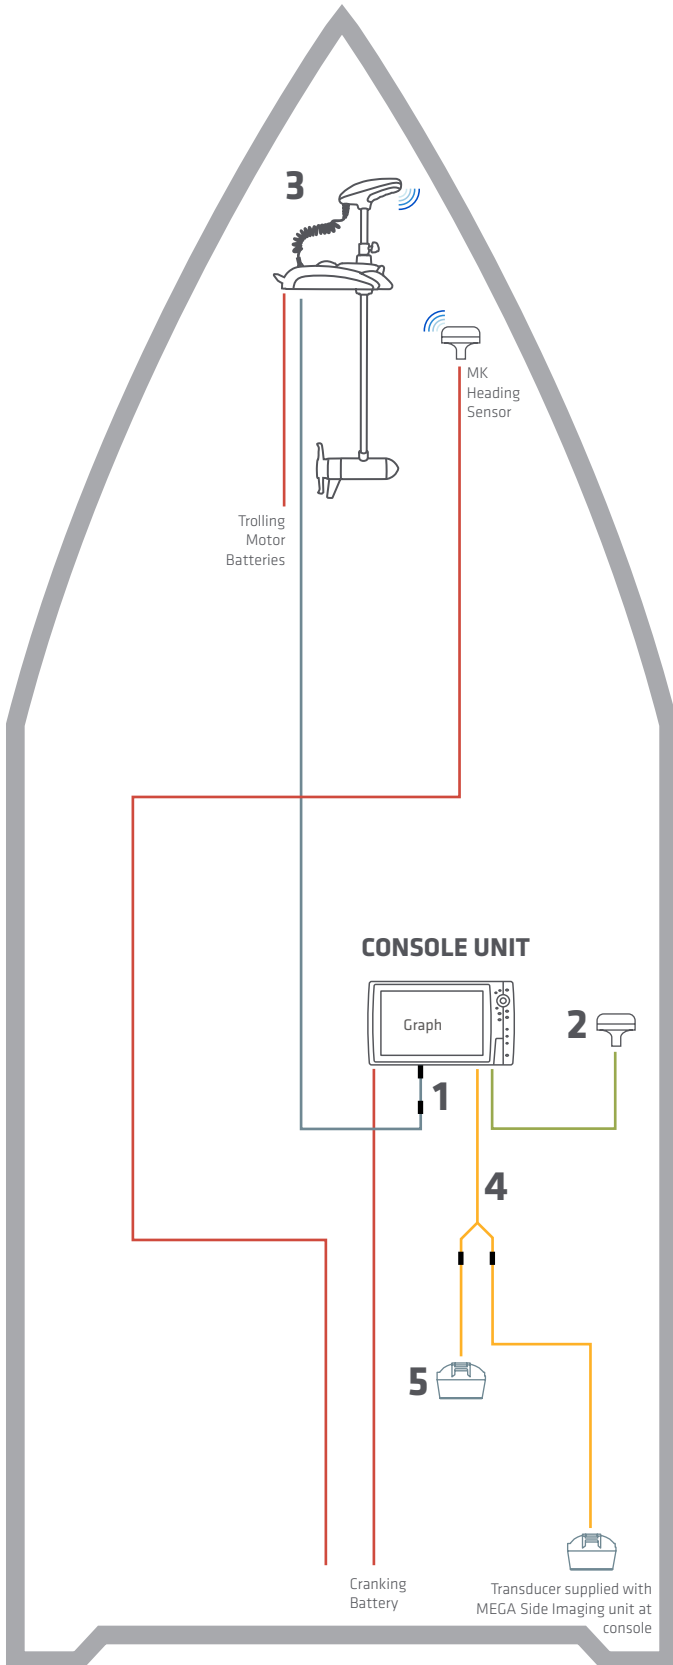 3
MK
Heading
Sensor
Trolling
Motor
Batteries
CONSOLE UNIT
Graph
2
1
4
5
Cranking
Battery
Transducer supplied with
MEGA Side Imaging unit at
console